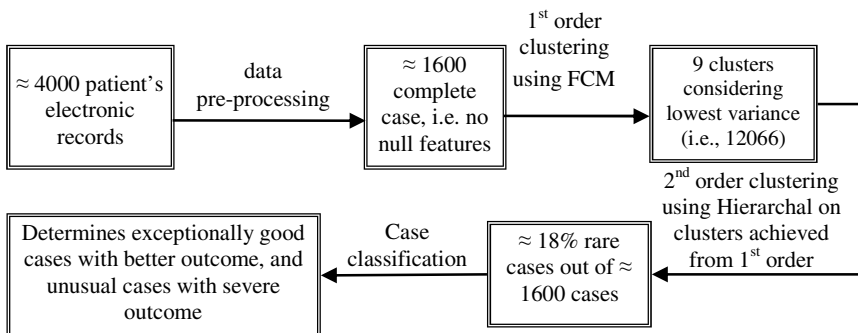 ≈ 4000 patient's
electronic
records
data
pre-processing
≈ 1600
complete
case, i.e. no
null features
1st order
clustering
using FCM
9 clusters
considering
lowest variance
(i.e., 12066)
2nd order clustering
using Hierarchal on
clusters achieved
from 1st order
≈ 18% rare
cases out of ≈
1600 cases
Case
classification
Determines exceptionally good
cases with better outcome, and
unusual cases with severe
outcome